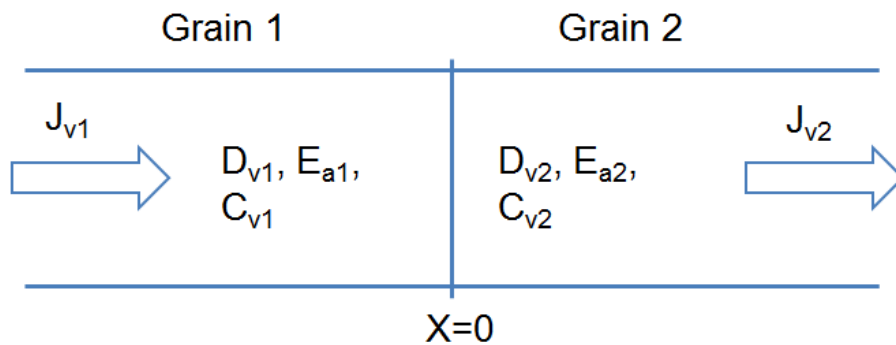 Grain 1
Grain 2
Jv1
Dv1, Ea1,
Cv1
Dv2, Ea2,
Cv2
Jv2
X=0